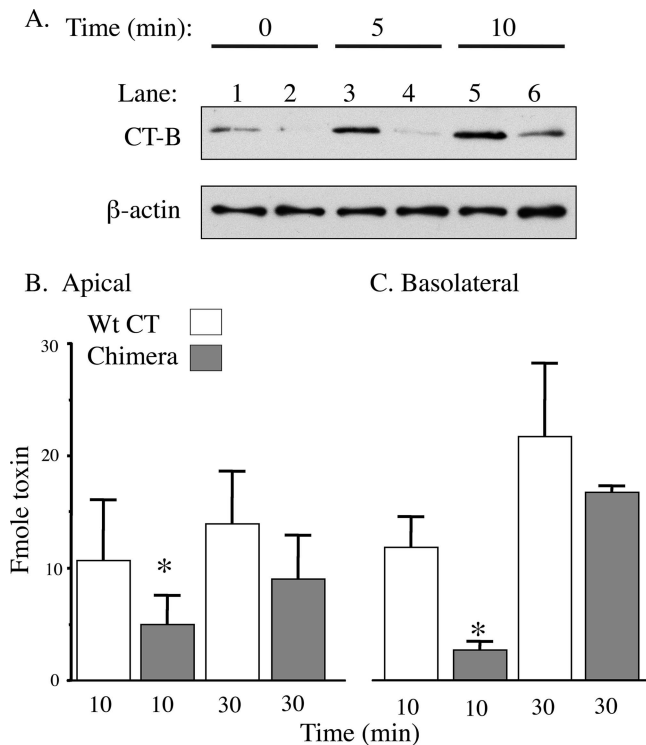 A.
Time (min): 0 5 10
Lane: 1 2 3 4 5 6
CT-B
β-actin
B. Apical
C. Basolateral
Wt CT
Chimera
Fmole toxin
30
20
10
0
*
*
10 10 30 30
10 10 30 30
Time (min)